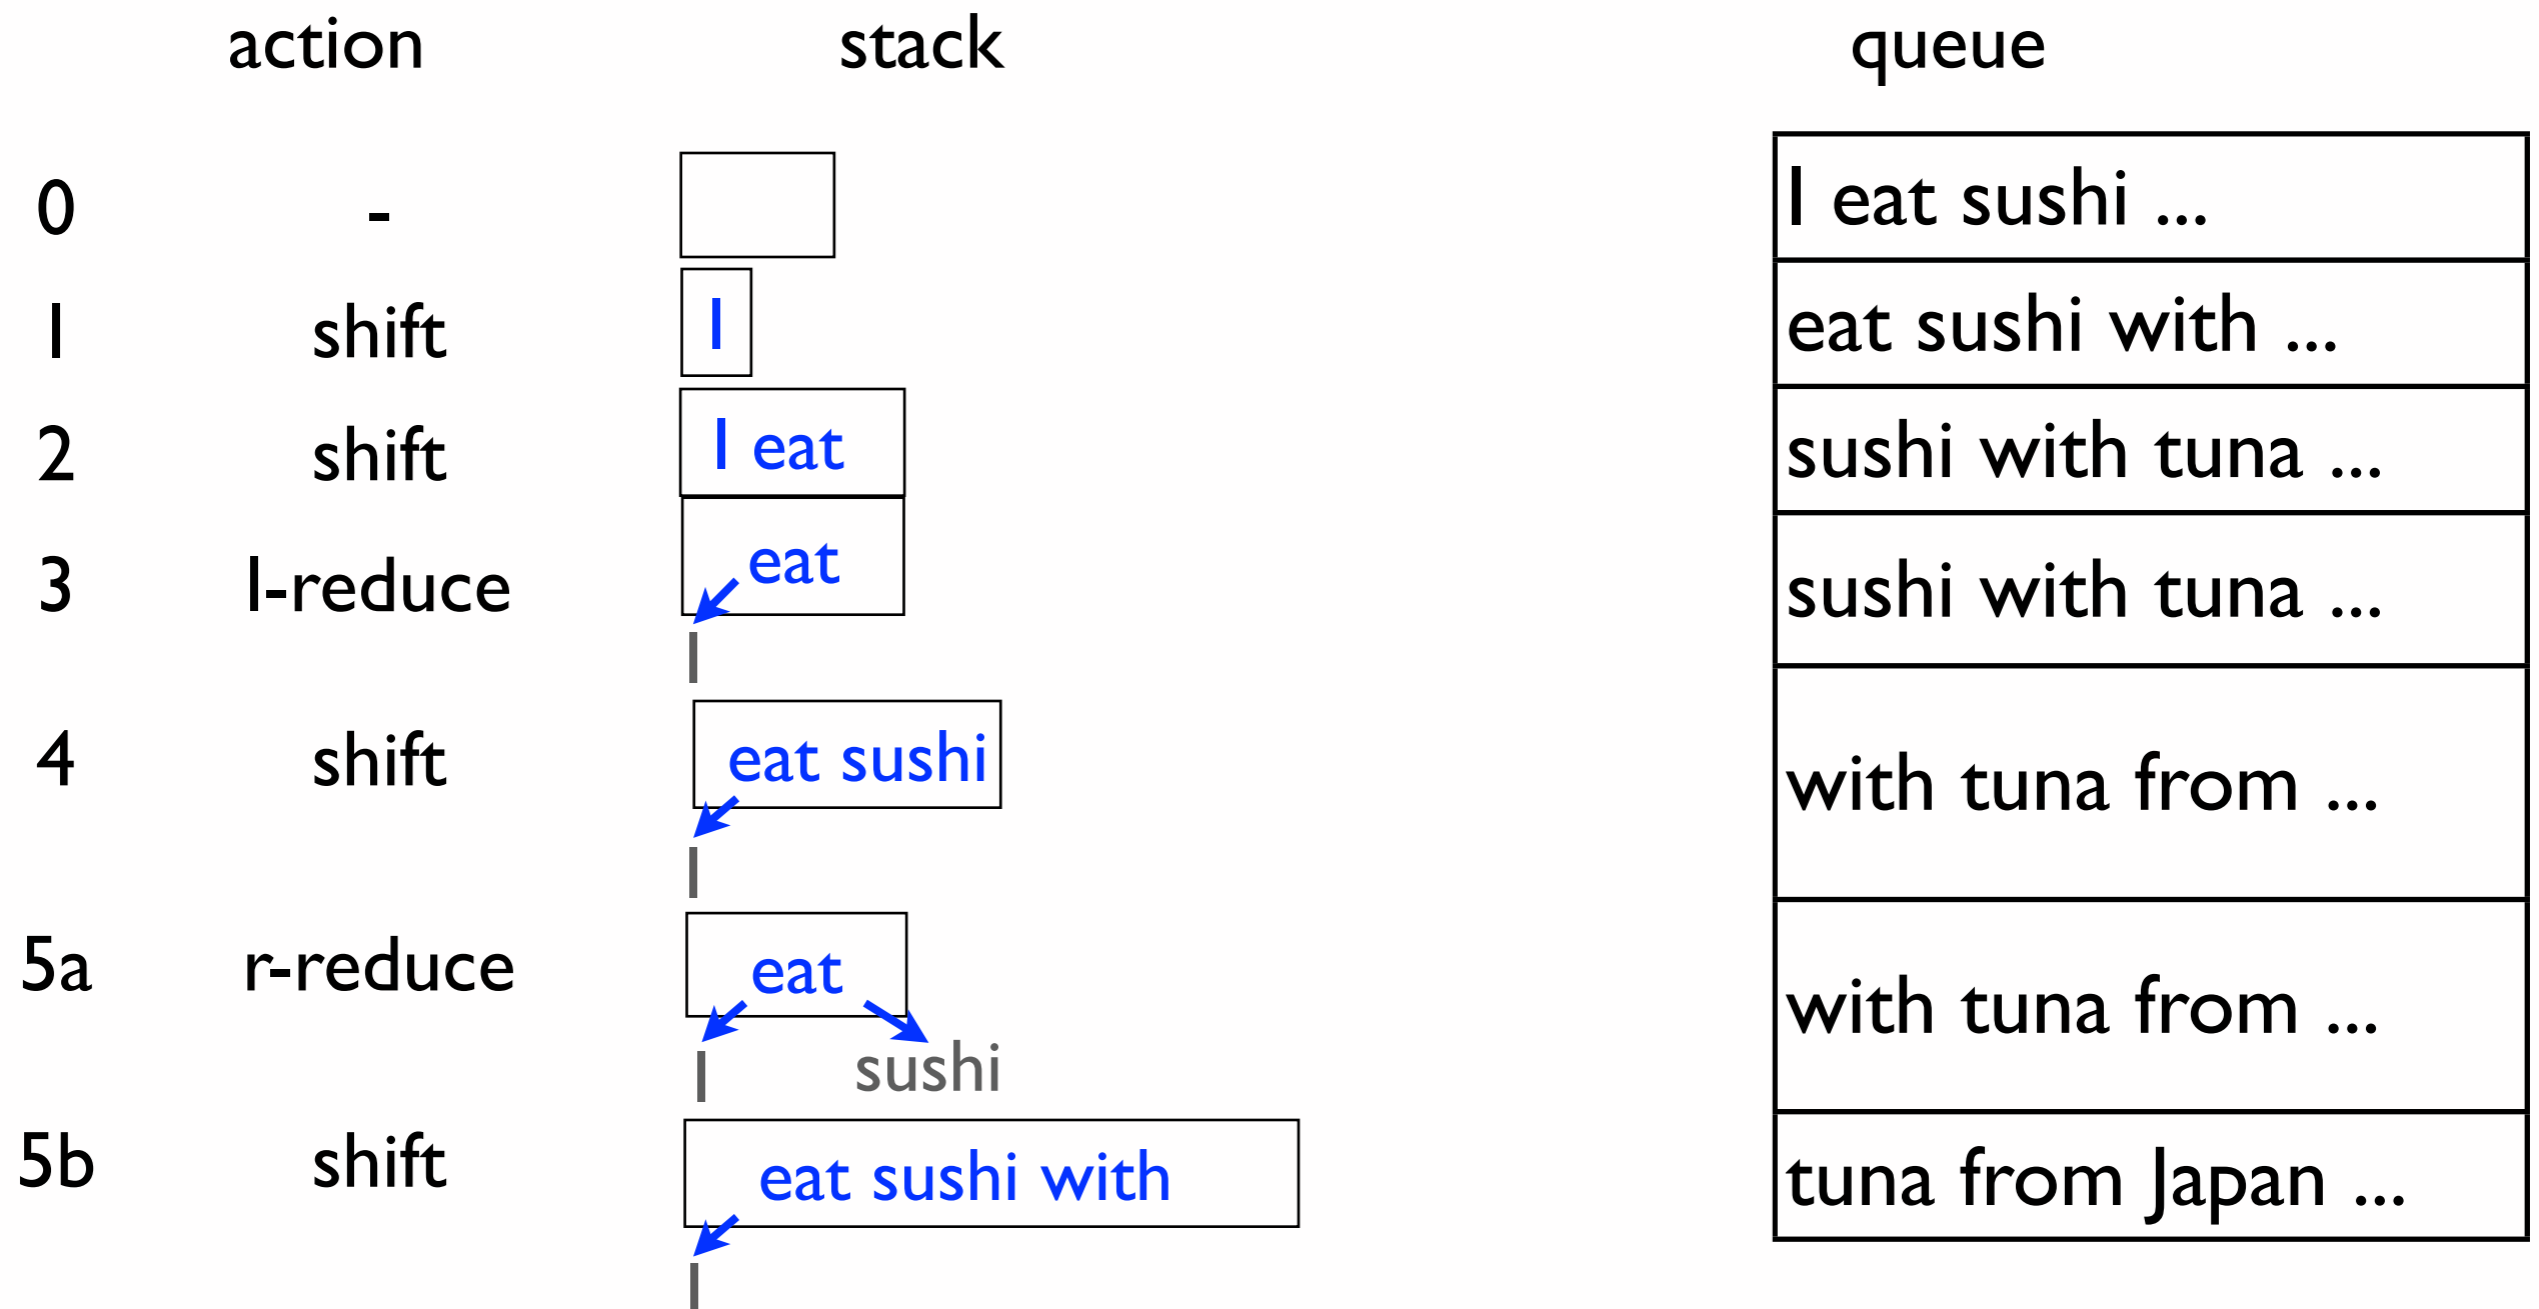 action stack queue
0 - I eat sushi ...
1 shift I eat sushi with ...
2 shift I eat sushi with tuna ...
3 l-reduce eat sushi with tuna ...
I
4 shift eat sushi with tuna from ...
I
5a r-reduce eat with tuna from ...
I sushi
5b shift eat sushi with tuna from Japan ...
I